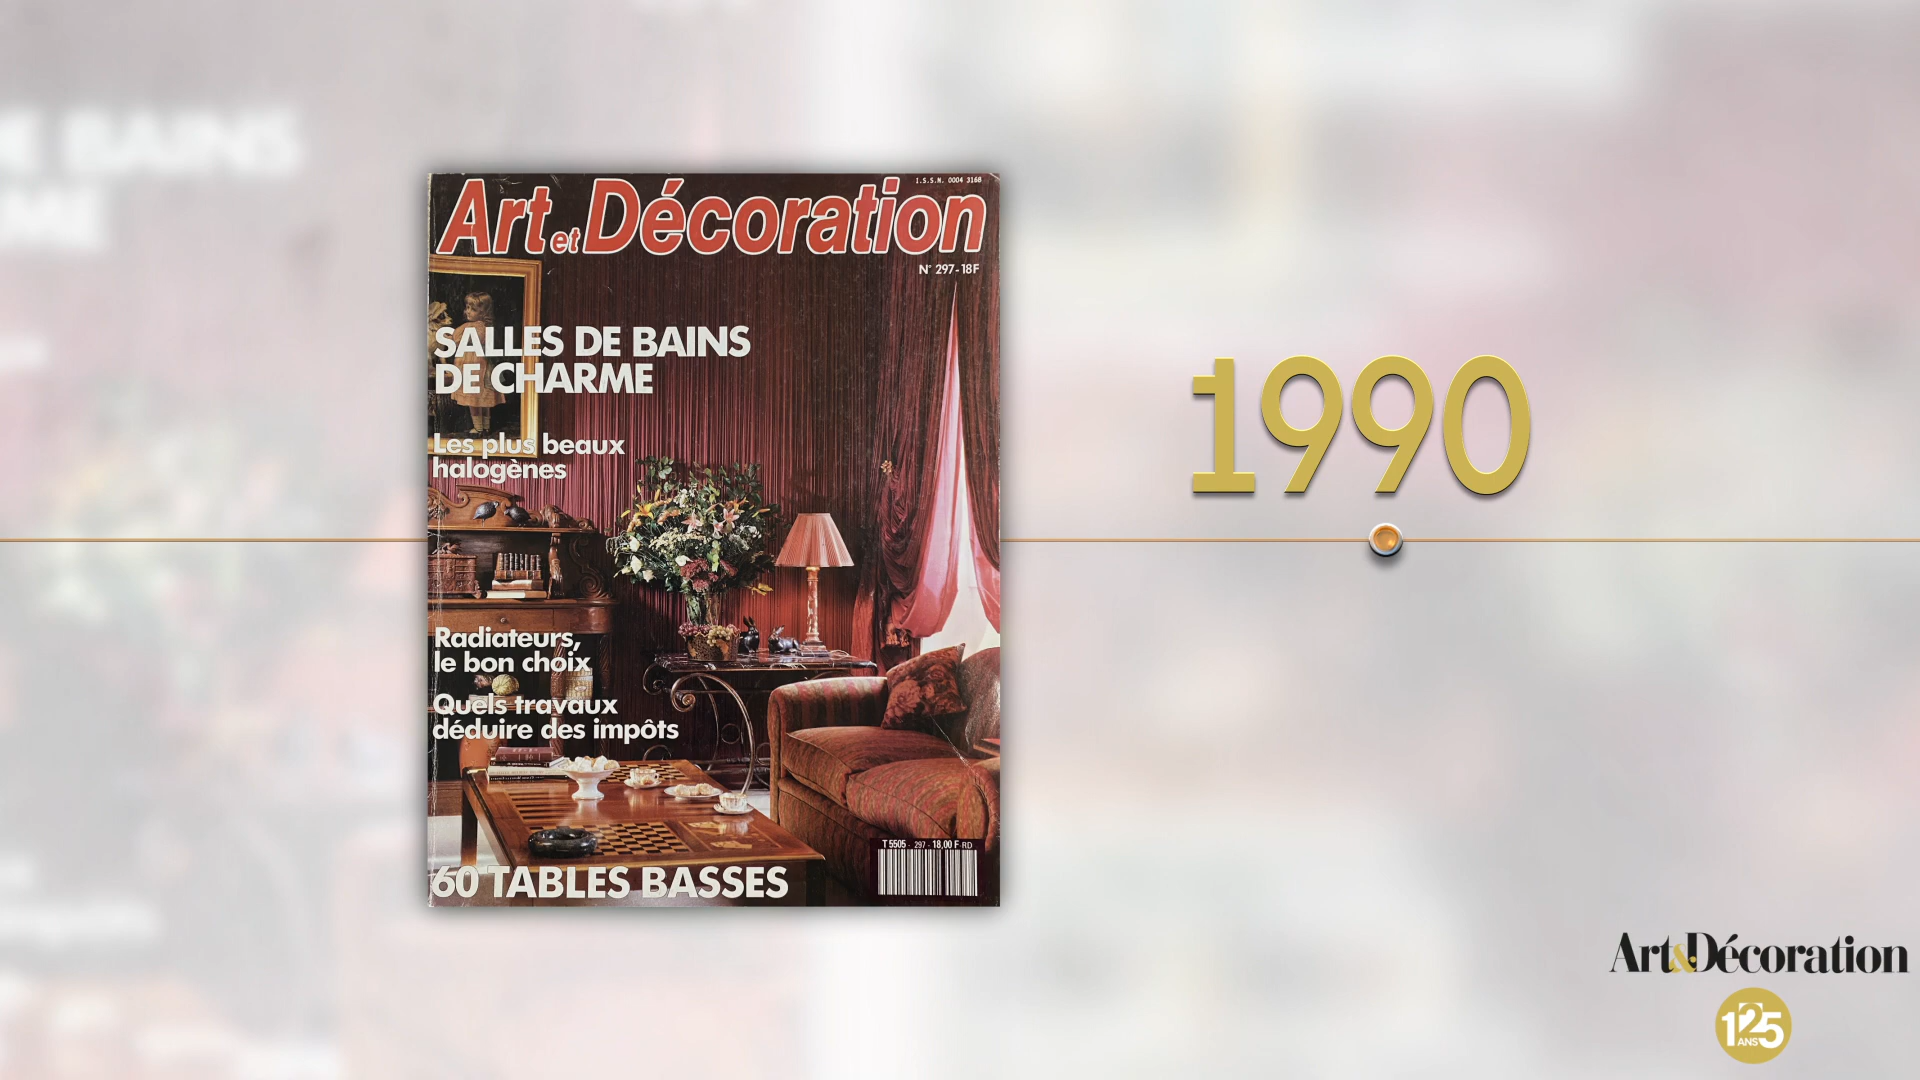 DE BAINS
Art et Décoration
I.S.S.N. 0004 3168
N° 297-18F
SALLES DE BAINS
DE CHARME
Les plus beaux
halogènes
Radiateurs,
le bon choix
Quels travaux
déduire des impôts
60 TABLES BASSES
T 5505 - 297 - 18,00 F-RD
1990
Art&Décoration
125
ANS